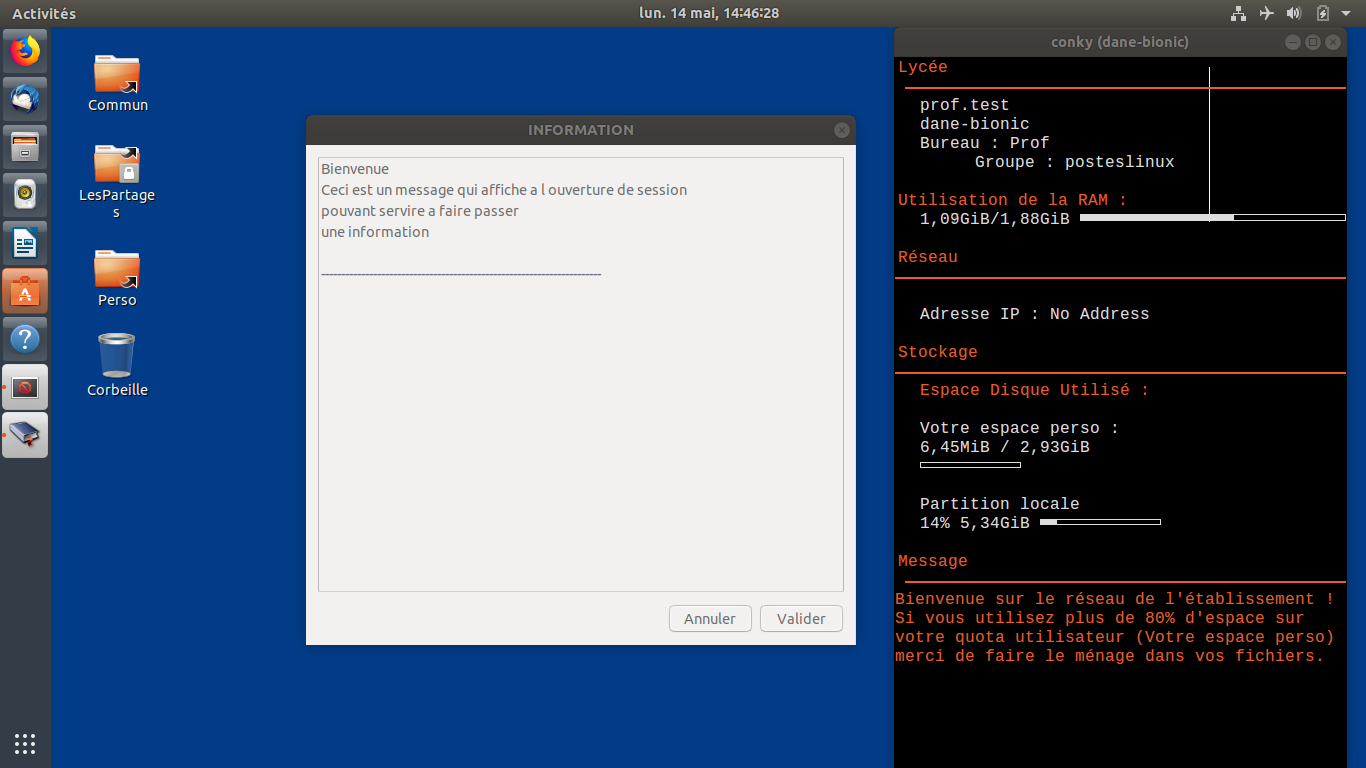 Activités
lun. 14 mai, 14:46:28
Commun
LesPartage
s
Perso
Corbeille
INFORMATION
Bienvenue
Ceci est un message qui affiche a l ouverture de session
pouvant servire a faire passer
une information
----------------------------------------------------------------------
Annuler
Valider
conky (dane-bionic)
Lycée
prof.test
dane-bionic
Bureau : Prof
Groupe : posteslinux
Utilisation de la RAM :
1,09GiB/1,88GiB
Réseau
Adresse IP : No Address
Stockage
Espace Disque Utilisé :
Votre espace perso :
6,45MiB / 2,93GiB
Partition locale
14% 5,34GiB
Message
Bienvenue sur le réseau de l'établissement !
Si vous utilisez plus de 80% d'espace sur
votre quota utilisateur (Votre espace perso)
merci de faire le ménage dans vos fichiers.